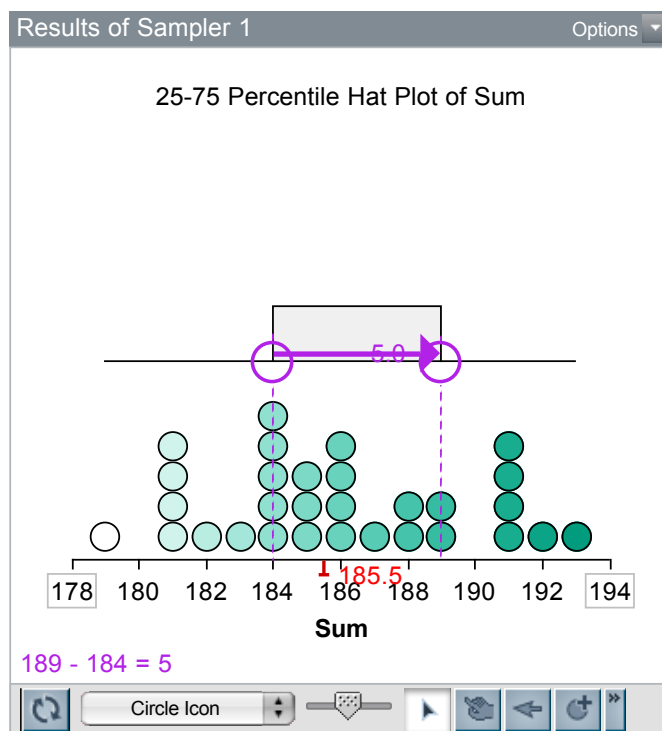 Results of Sampler 1 Options
25-75 Percentile Hat Plot of Sum
5.0
185.5
178 180 182 184 186 188 190 192 194
Sum
189 - 184 = 5
Circle Icon
»